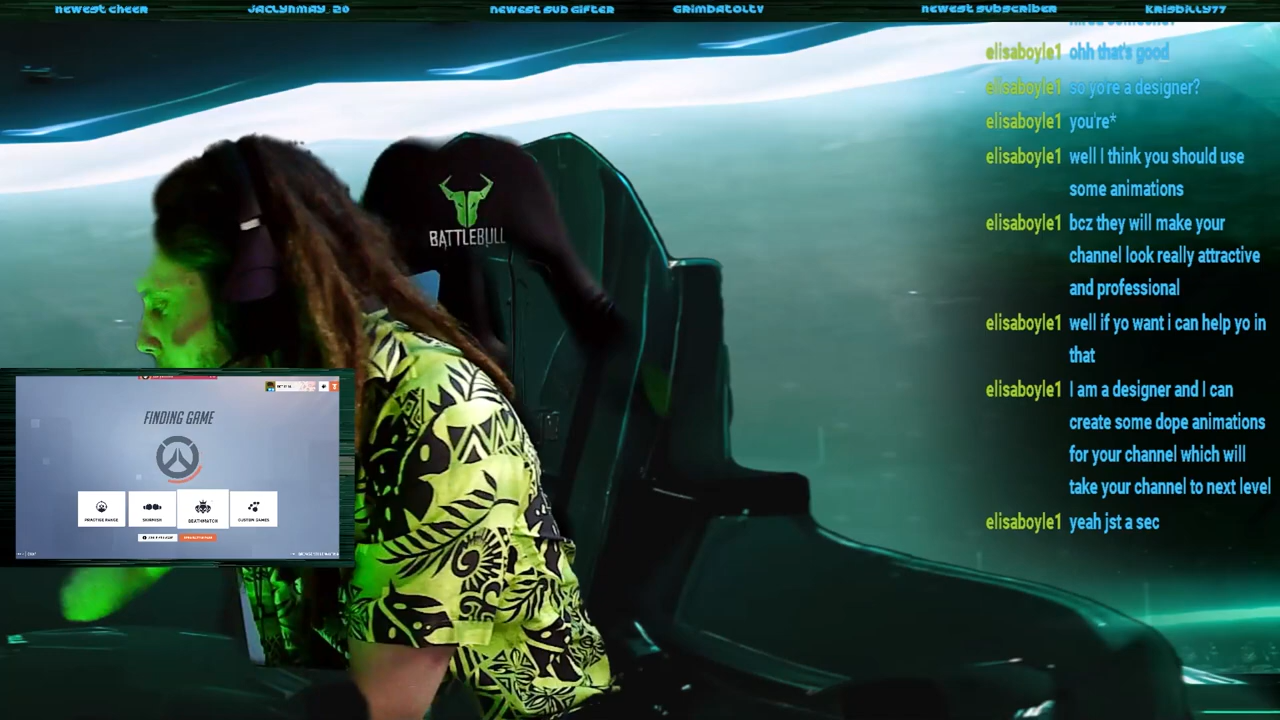 newest cheer
JACLYNMAY_20
newest sub gifter
GRIMBATOLTV
newest subscriber
KRISBILLY77
elisaboyle1 ohh that's good
elisaboyle1 so yo're a designer?
elisaboyle1 you're*
elisaboyle1 well I think you should use
some animations
elisaboyle1 bcz they will make your
channel look really attractive
and professional
elisaboyle1 well if yo want i can help yo in
that
elisaboyle1 I am a designer and I can
create some dope animations
for your channel which will
take your channel to next level
elisaboyle1 yeah jst a sec
BATTLEBULL
FINDING GAME
PRACTICE RANGE
SKIRMISH
DEATHMATCH
CUSTOM GAMES